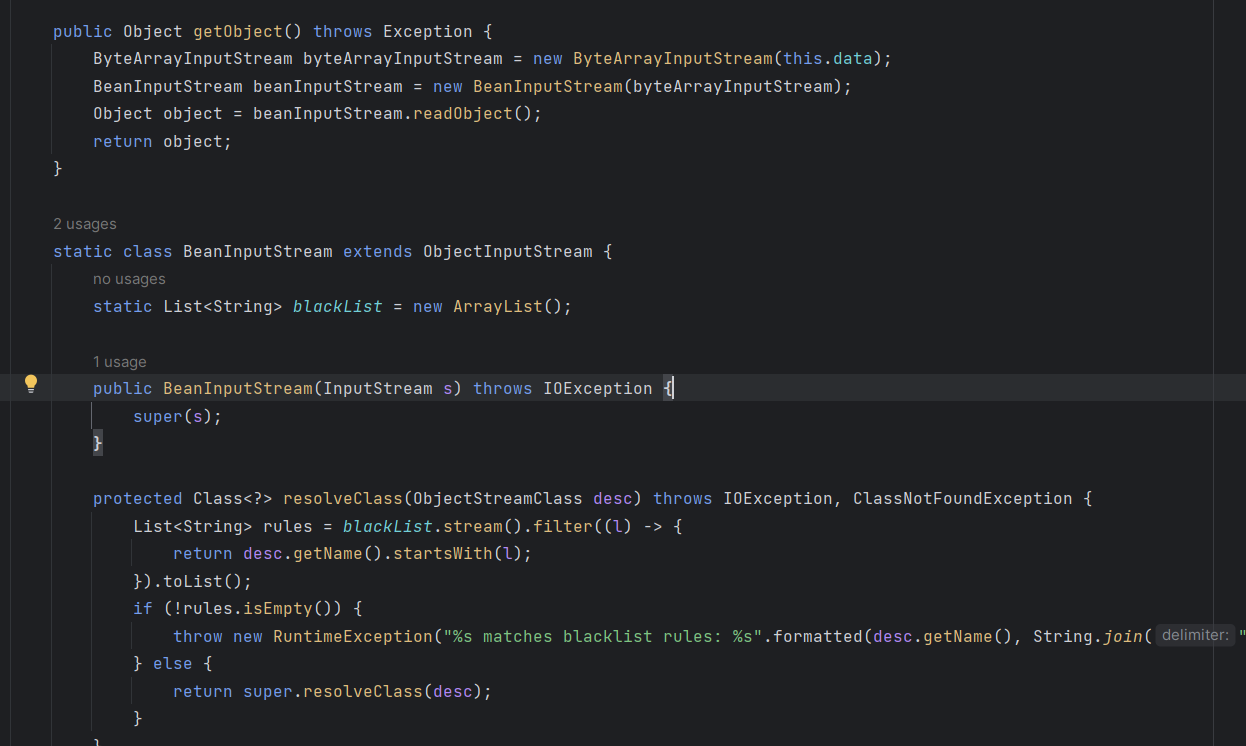 public Object getObject() throws Exception {
ByteArrayInputStream byteArrayInputStream = new ByteArrayInputStream(this.data);
BeanInputStream beanInputStream = new BeanInputStream(byteArrayInputStream);
Object object = beanInputStream.readObject();
return object;
}
2 usages
static class BeanInputStream extends ObjectInputStream {
no usages
static List<String> blackList = new ArrayList();
1 usage
public BeanInputStream(InputStream s) throws IOException {
super(s);
}
protected Class<?> resolveClass(ObjectStreamClass desc) throws IOException, ClassNotFoundException {
List<String> rules = blackList.stream().filter((l) -> {
return desc.getName().startsWith(l);
}).toList();
if (!rules.isEmpty()) {
throw new RuntimeException("%s matches blacklist rules: %s".formatted(desc.getName(), String.join( delimiter: "
} else {
return super.resolveClass(desc);
}
}